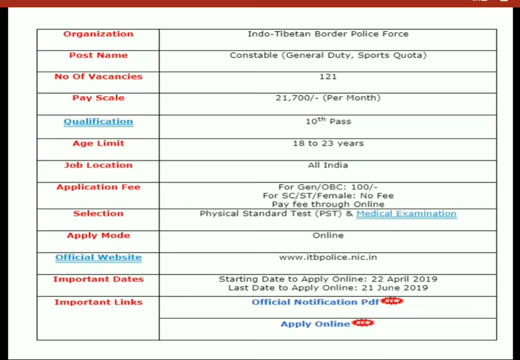 Organization Indo-Tibetan Border Police Force
Post Name Constable (General Duty, Sports Quota)
No Of Vacancies 121
Pay Scale 21,700/- (Per Month)
Qualification 10th Pass
Age Limit 18 to 23 years
Job Location All India
Application Fee For Gen/OBC: 100/-
For SC/ST/Female: No Fee
Pay fee through Online
Selection Physical Standard Test (PST) & Medical Examination
Apply Mode Online
Official Website www.itbpolice.nic.in
Important Dates Starting Date to Apply Online: 22 April 2019
Last Date to Apply Online: 21 June 2019
Important Links Official Notification Pdf NEW
Apply Online NEW